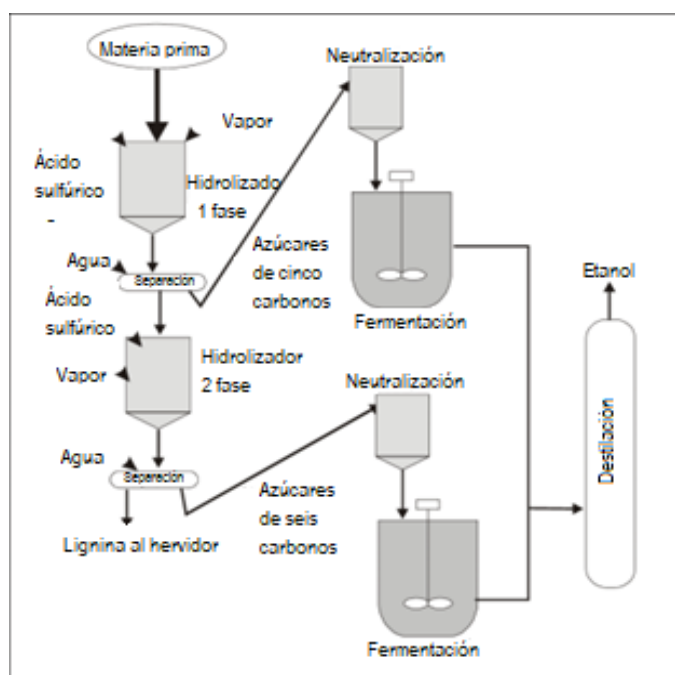 Materia prima
Vapor
Ácido
sulfúrico
-
Hidrolizado
1 fase
Agua
Separación
Ácido
sulfúrico
Vapor
Hidrolizador
2 fase
Agua
Separación
Lignina al hervidor
Neutralización
Azúcares
de cinco
carbonos
Fermentación
Neutralización
Azúcares
de seis
carbonos
Fermentación
Etanol
Destilación